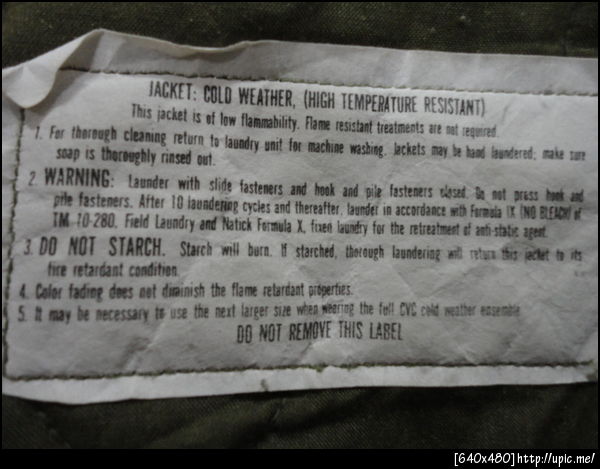 JACKET: COLD WEATHER, (HIGH TEMPERATURE RESISTANT)
This jacket is of low flammability. Flame resistant treatments are not required.
1. For thorough cleaning return to laundry unit for machine washing. Jackets may be hand laundered; make sure
soap is thoroughly rinsed out.
2. WARNING: Launder with slide fasteners and hook and pile fasteners closed. Do not press hook and
pile fasteners. After 10 laundering cycles and thereafter, launder in accordance with Formula IX (NO BLEACH) of
TM 10-280, Field Laundry and Natick Formula X, fixed laundry for the retreatment of anti-static agent.
3. DO NOT STARCH. Starch will burn. If starched, thorough laundering will return this jacket to its
fire retardant condition.
4. Color fading does not diminish the flame retardant properties.
5. It may be necessary to use the next larger size when wearing the full CVC cold weather ensemble
DO NOT REMOVE THIS LABEL
[640x480]http://upic.me/